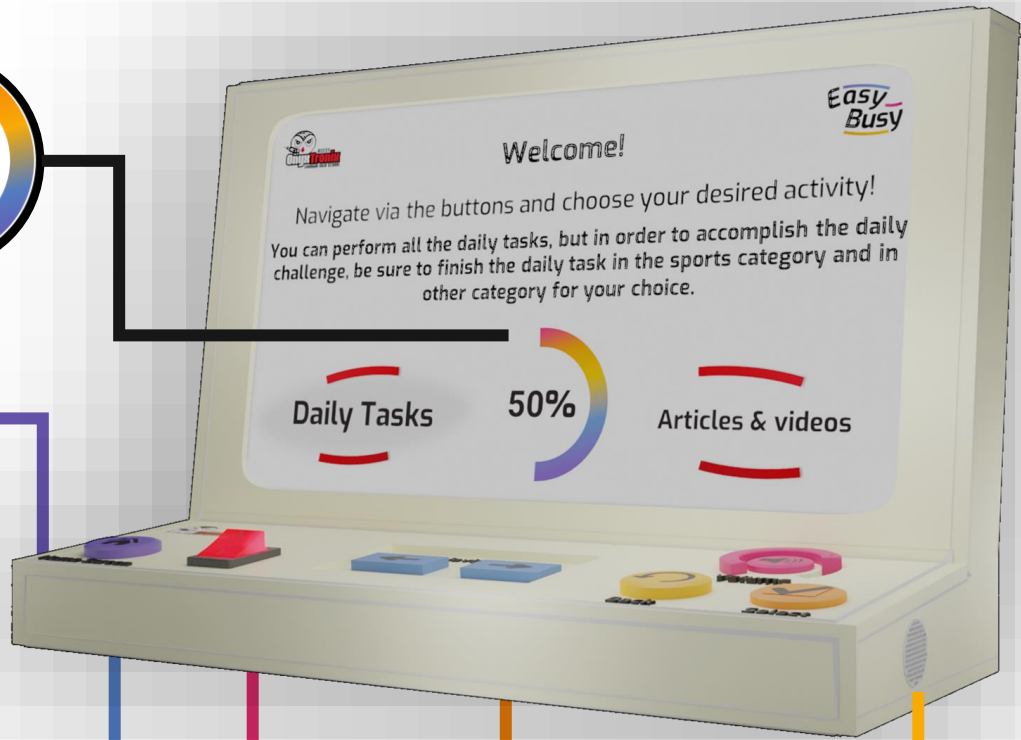 Easy
Busy
OnyxTronix
Welcome!
Navigate via the buttons and choose your desired activity!
You can perform all the daily tasks, but in order to accomplish the daily
challenge, be sure to finish the daily task in the sports category and in
other category for your choice.
Daily Tasks
50%
Articles & videos
Volume
Back
Select